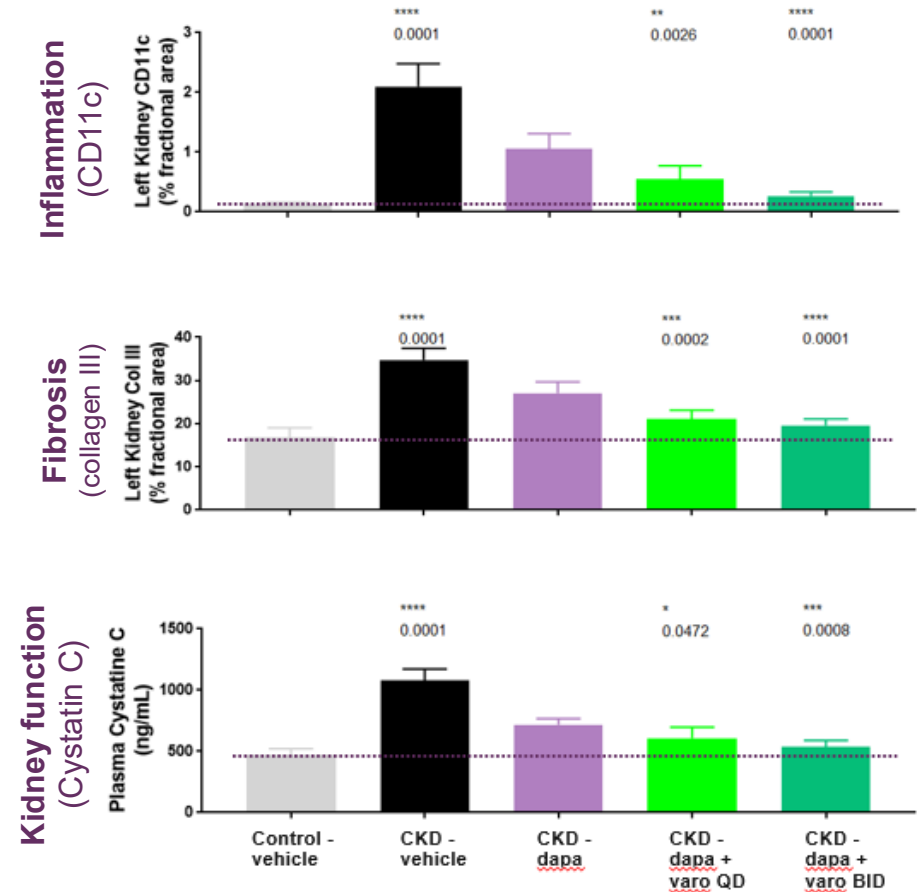 Inflammation
(CD11c)
Left Kidney CD11c
(% fractional area)
3
2
1
0
****
0.0001
**
0.0026
****
0.0001
Fibrosis
(collagen III)
Left Kidney Col III
(% fractional area)
40
30
20
10
0
****
0.0001
***
0.0002
****
0.0001
Kidney function
(Cystatin C)
Plasma Cystatine C
(ng/mL)
1500
1000
500
0
****
0.0001
*
0.0472
***
0.0008
Control -
vehicle
CKD -
vehicle
CKD -
dapa
CKD -
dapa +
varo QD
CKD -
dapa +
varo BID